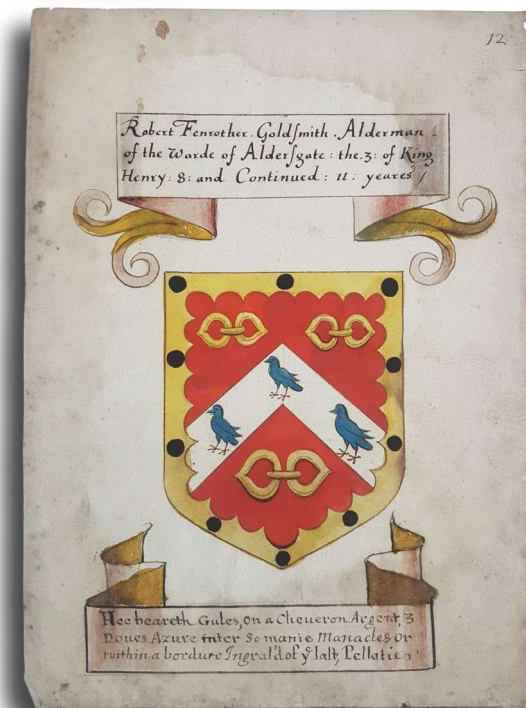 12
Robert Fenrother. Goldſmith. Alderman
of the Warde of Alderſgate: the.3: of King
Henry: 8: and Continued: 11: yeares /
Hee beareth Gules, on a Cheueron Argent, 3
Doues Azure inter so manie Manacles Or
within a bordure Ingral'd of yͤ laſt, Pelletie: